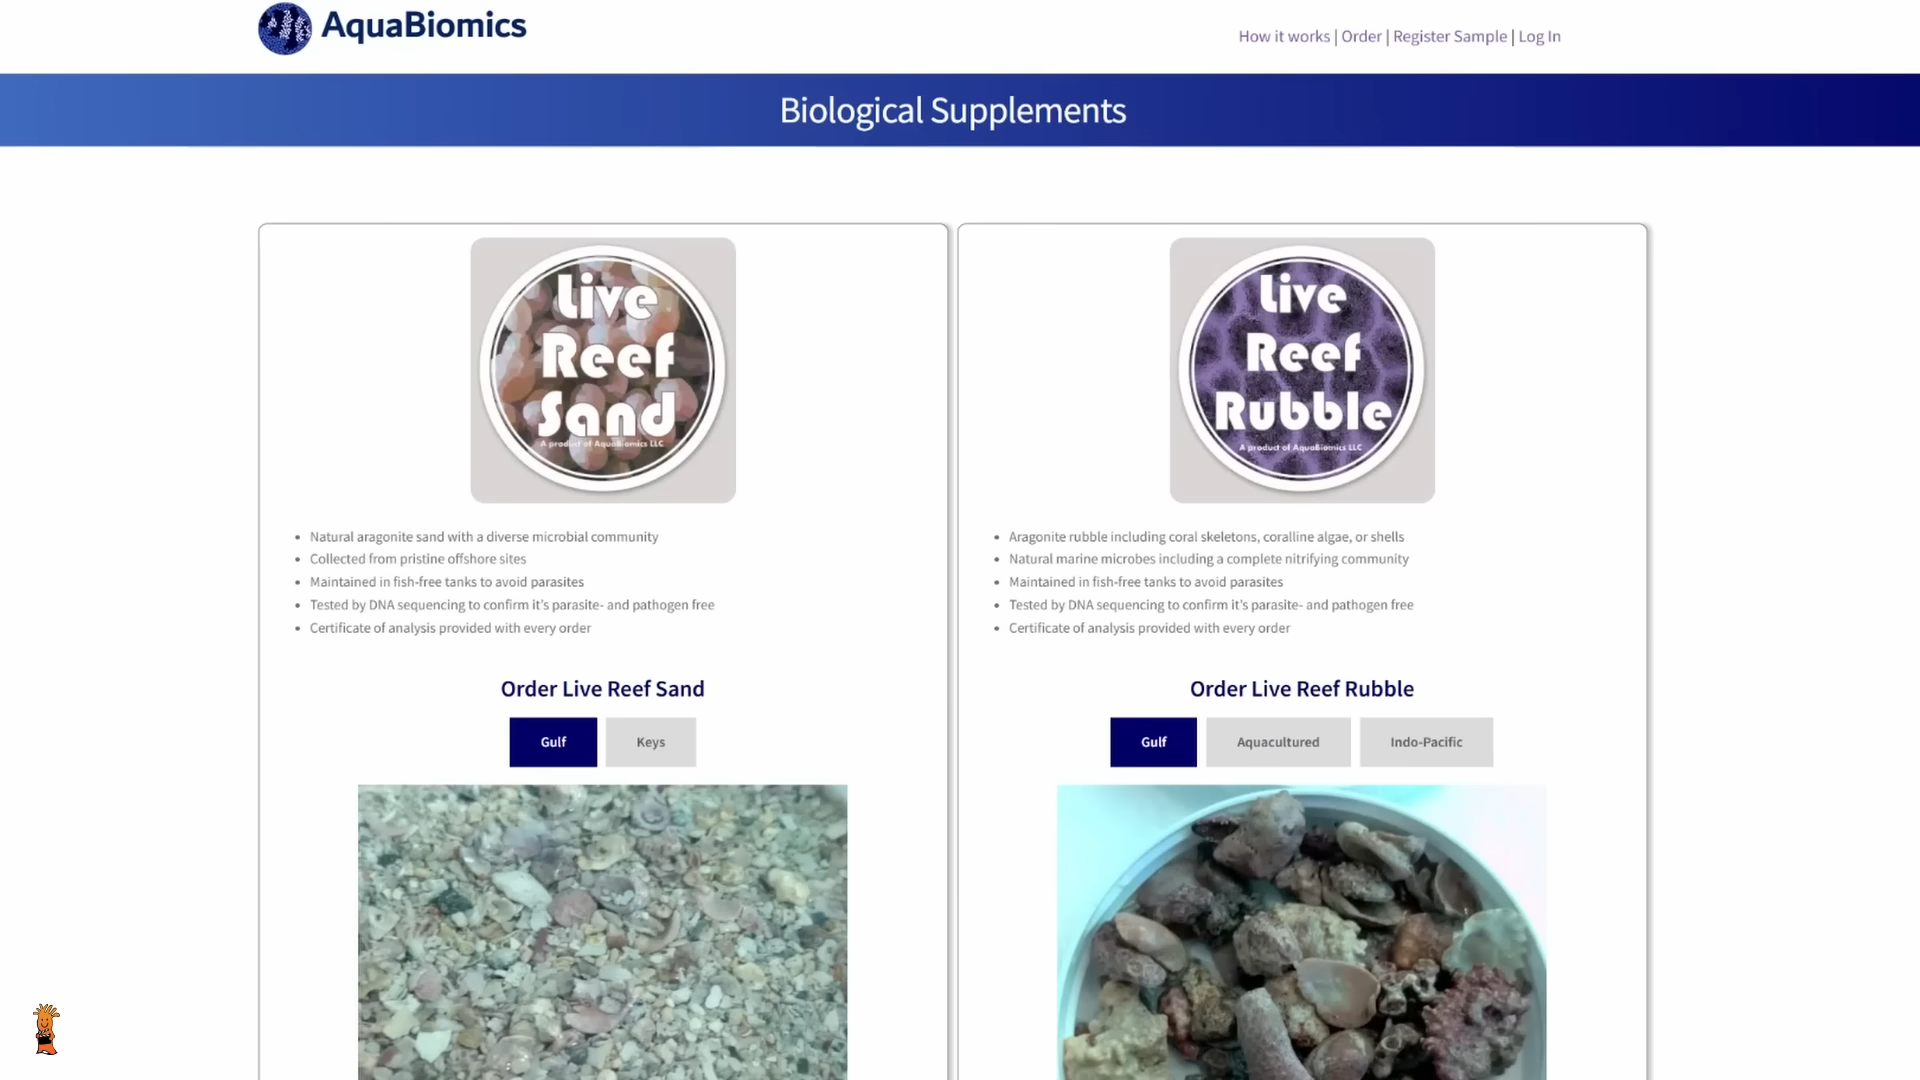 AquaBiomics
How it works | Order | Register Sample | Log In
Biological Supplements
Live
Reef
Sand
A product of AquaBiomics LLC
• Natural aragonite sand with a diverse microbial community
• Collected from pristine offshore sites
• Maintained in fish-free tanks to avoid parasites
• Tested by DNA sequencing to confirm it’s parasite- and pathogen free
• Certificate of analysis provided with every order
Order Live Reef Sand
Gulf Keys
Live
Reef
Rubble
A product of AquaBiomics LLC
• Aragonite rubble including coral skeletons, coralline algae, or shells
• Natural marine microbes including a complete nitrifying community
• Maintained in fish-free tanks to avoid parasites
• Tested by DNA sequencing to confirm it’s parasite- and pathogen free
• Certificate of analysis provided with every order
Order Live Reef Rubble
Gulf Aquacultured Indo-Pacific